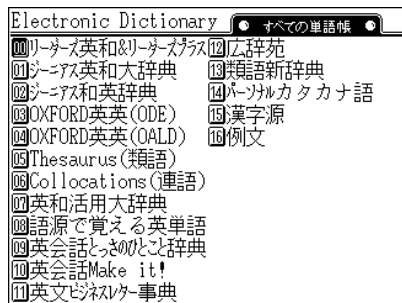 Electronic Dictionary すべての単語帳
00リーダーズ英和&リーダーズプラス
01ジーニアス英和大辞典
02ジーニアス和英辞典
03OXFORD英英(ODE)
04OXFORD英英(OALD)
05Thesaurus(類語)
06Collocations(連語)
07英和活用大辞典
08語源で覚える英単語
09英会話とっさのひとこと辞典
10英会話Make it!
11英文ビジネスレター事典
12広辞苑
13類語新辞典
14パーソナルカタカナ語
15漢字源
16例文